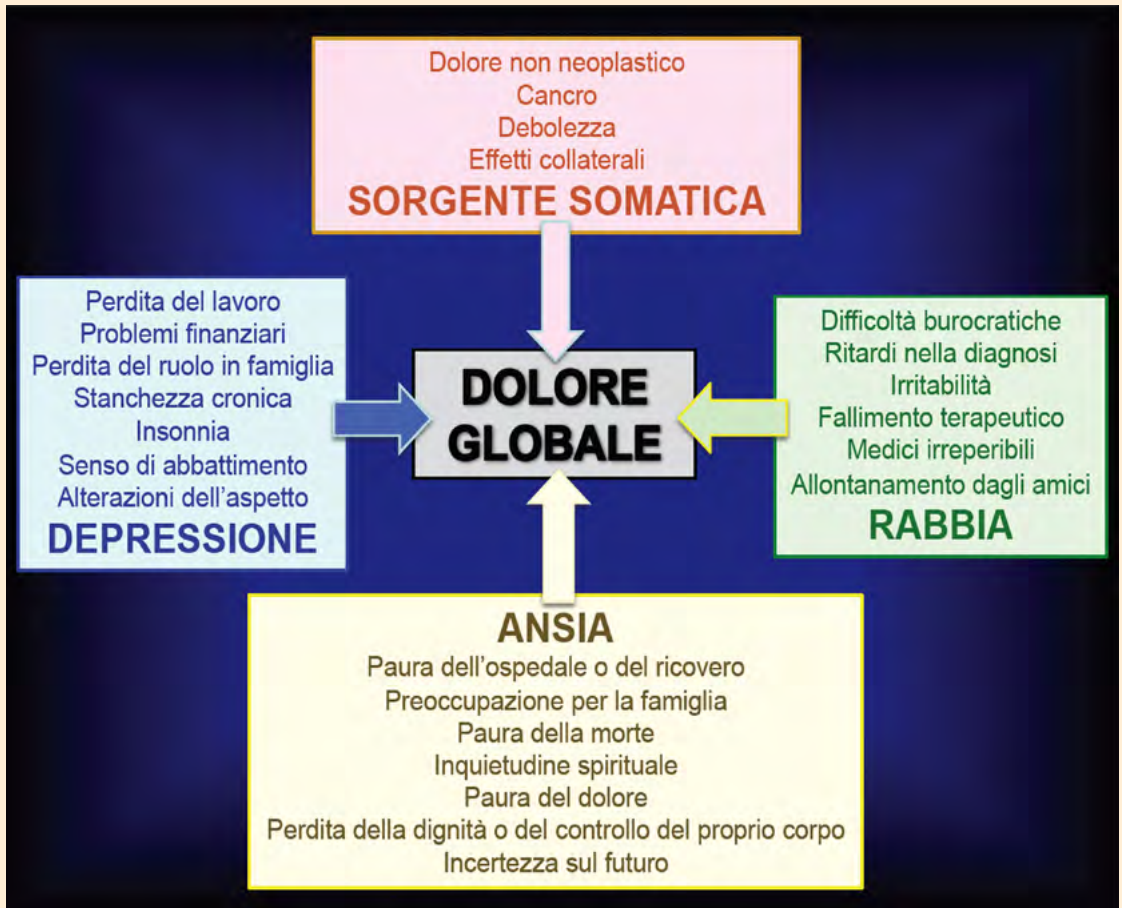 Dolore non neoplastico
Cancro
Debolezza
Effetti collaterali
SORGENTE SOMATICA
Perdita del lavoro
Problemi finanziari
Perdita del ruolo in famiglia
Stanchezza cronica
Insonnia
Senso di abbattimento
Alterazioni dell'aspetto
DEPRESSIONE
DOLORE
GLOBALE
Difficoltà burocratiche
Ritardi nella diagnosi
Irritabilità
Fallimento terapeutico
Medici irreperibili
Allontanamento dagli amici
RABBIA
ANSIA
Paura dell'ospedale o del ricovero
Preoccupazione per la famiglia
Paura della morte
Inquietudine spirituale
Paura del dolore
Perdita della dignità o del controllo del proprio corpo
Incertezza sul futuro